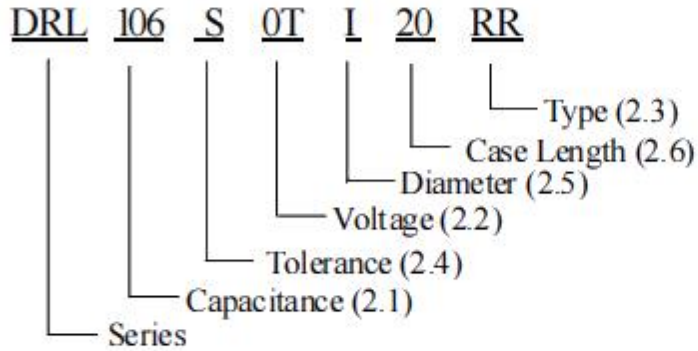 DRL 106 S 0T I 20 RR
Type (2.3)
Case Length (2.6)
Diameter (2.5)
Voltage (2.2)
Tolerance (2.4)
Capacitance (2.1)
Series